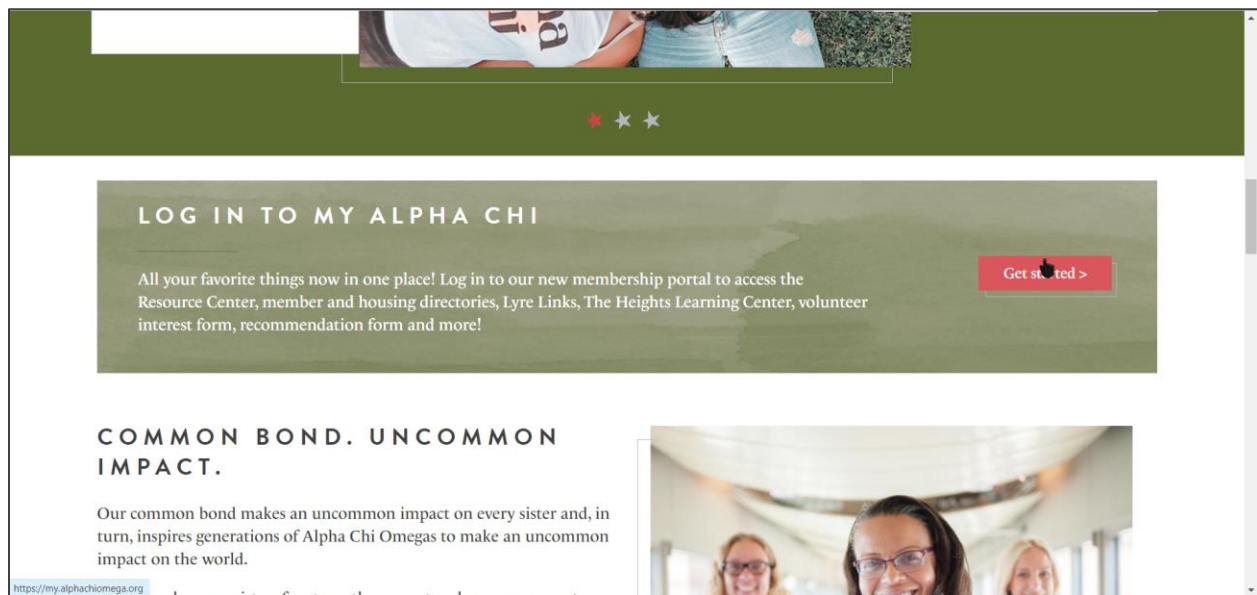 LOG IN TO MY ALPHA CHI
All your favorite things now in one place! Log in to our new membership portal to access the
Resource Center, member and housing directories, Lyre Links, The Heights Learning Center, volunteer
interest form, recommendation form and more!
Get started >
COMMON BOND. UNCOMMON
IMPACT.
Our common bond makes an uncommon impact on every sister and, in
turn, inspires generations of Alpha Chi Omegas to make an uncommon
impact on the world.
https://my.alphachiomega.org